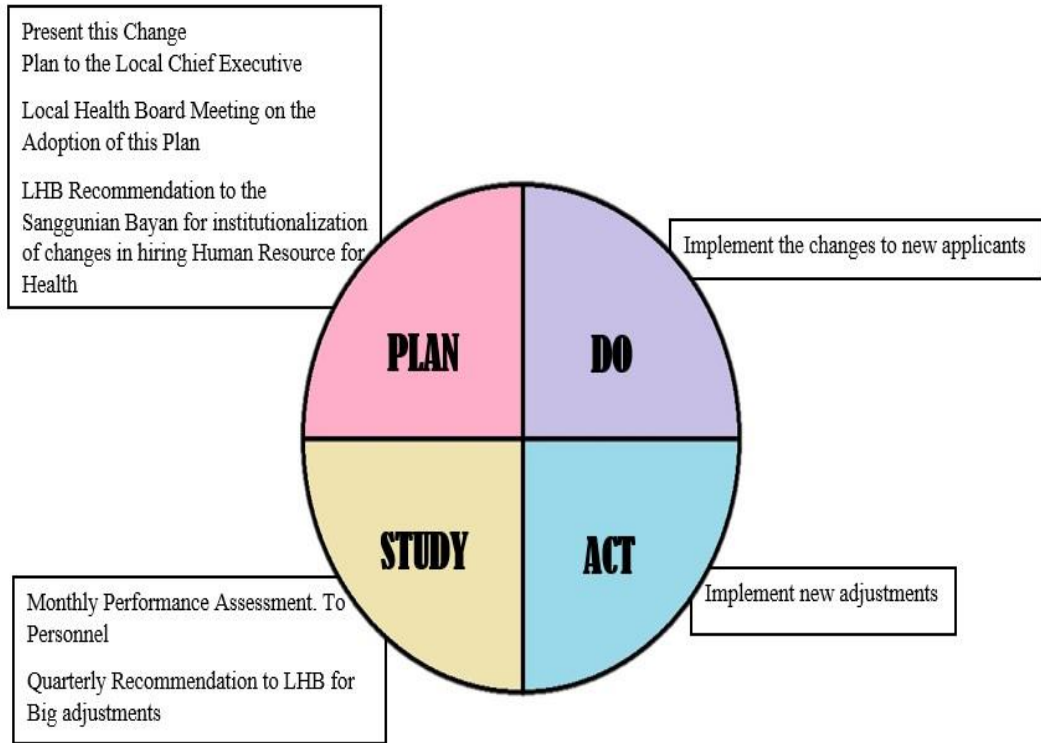 Present this Change
Plan to the Local Chief Executive
Local Health Board Meeting on the
Adoption of this Plan
LHB Recommendation to the
Sanggunian Bayan for institutionalization
of changes in hiring Human Resource for
Health
PLAN
DO
Implement the changes to new applicants
STUDY
ACT
Monthly Performance Assessment. To
Personnel
Quarterly Recommendation to LHB for
Big adjustments
Implement new adjustments